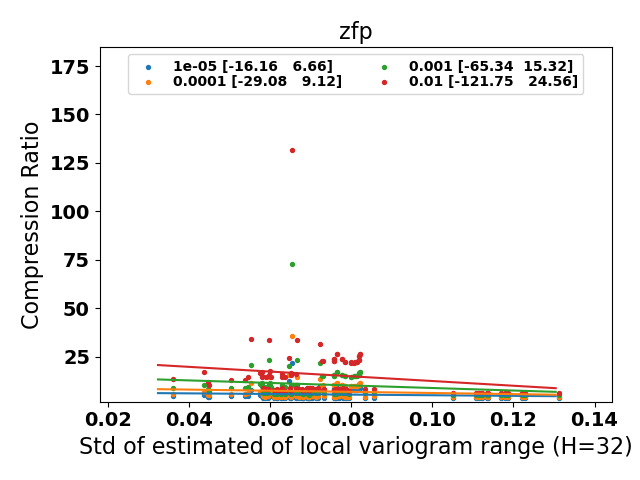 zfp
1e-05 [-16.16   6.66]
0.0001 [-29.08   9.12]
0.001 [-65.34  15.32]
0.01 [-121.75   24.56]
Compression Ratio
175
150
125
100
75
50
25
0.02 0.04 0.06 0.08 0.10 0.12 0.14
Std of estimated of local variogram range (H=32)